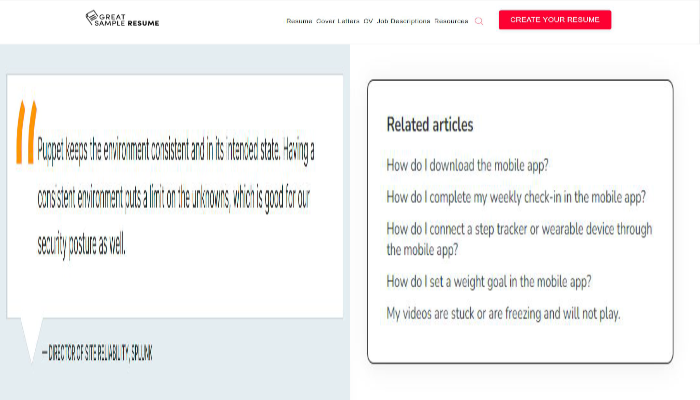 GREAT
SAMPLE RESUME
Resume Cover Letters CV Job Descriptions Resources
CREATE YOUR RESUME
“
Puppet keeps the environment consistent and in its intended state. Having a
consistent environment puts a limit on the unknowns, which is good for our
security posture as well.
— DIRECTOR OF SITE RELIABILITY, SPLUNK
Related articles
How do I download the mobile app?
How do I complete my weekly check-in in the mobile app?
How do I connect a step tracker or wearable device through
the mobile app?
How do I set a weight goal in the mobile app?
My videos are stuck or are freezing and will not play.